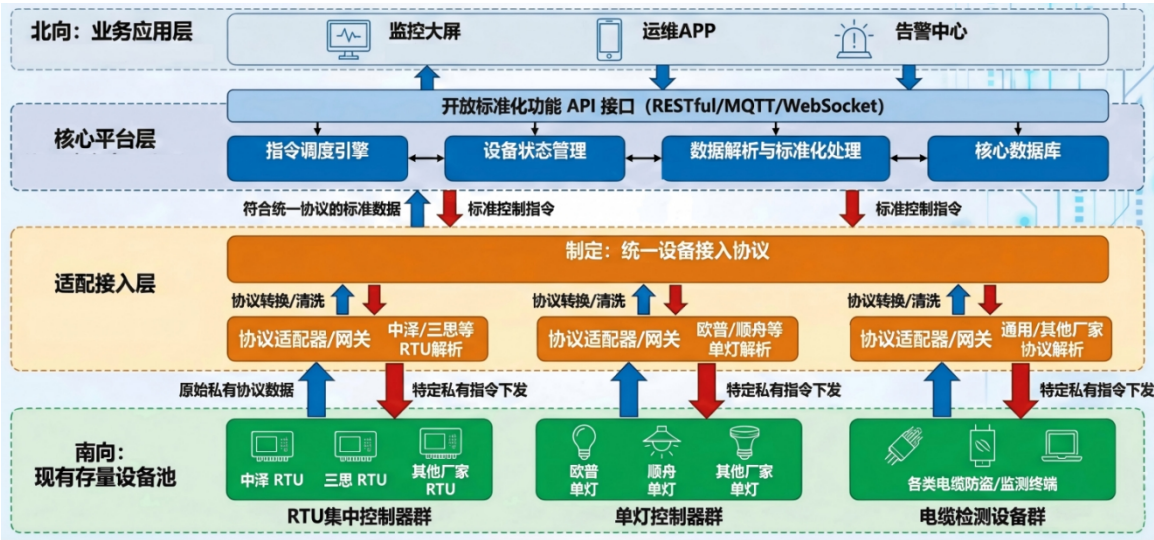 北向：业务应用层
监控大屏
运维APP
告警中心
开放标准化功能 API 接口（RESTful/MQTT/WebSocket）
核心平台层
指令调度引擎
设备状态管理
数据解析与标准化处理
核心数据库
符合统一协议的标准数据
标准控制指令
标准控制指令
制定：统一设备接入协议
适配接入层
协议转换/清洗
协议转换/清洗
协议转换/清洗
协议适配器/网关
中泽/三思等
RTU解析
协议适配器/网关
欧普/顺舟等
单灯解析
协议适配器/网关
通用/其他厂家
协议解析
原始私有协议数据
特定私有指令下发
特定私有指令下发
特定私有指令下发
南向：
现有存量设备池
中泽 RTU
三思 RTU
其他厂家
RTU
欧普
单灯
顺舟
单灯
其他厂家
单灯
各类电缆防盗/监测终端
RTU集中控制器群
单灯控制器群
电缆检测设备群